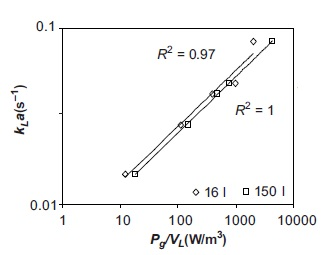 0.1
R² = 0.97
k_L a(s⁻¹)
R² = 1
◇ 16 l □ 150 l
0.01
1 10 100 1000 10000
P_g/V_L(W/m³)